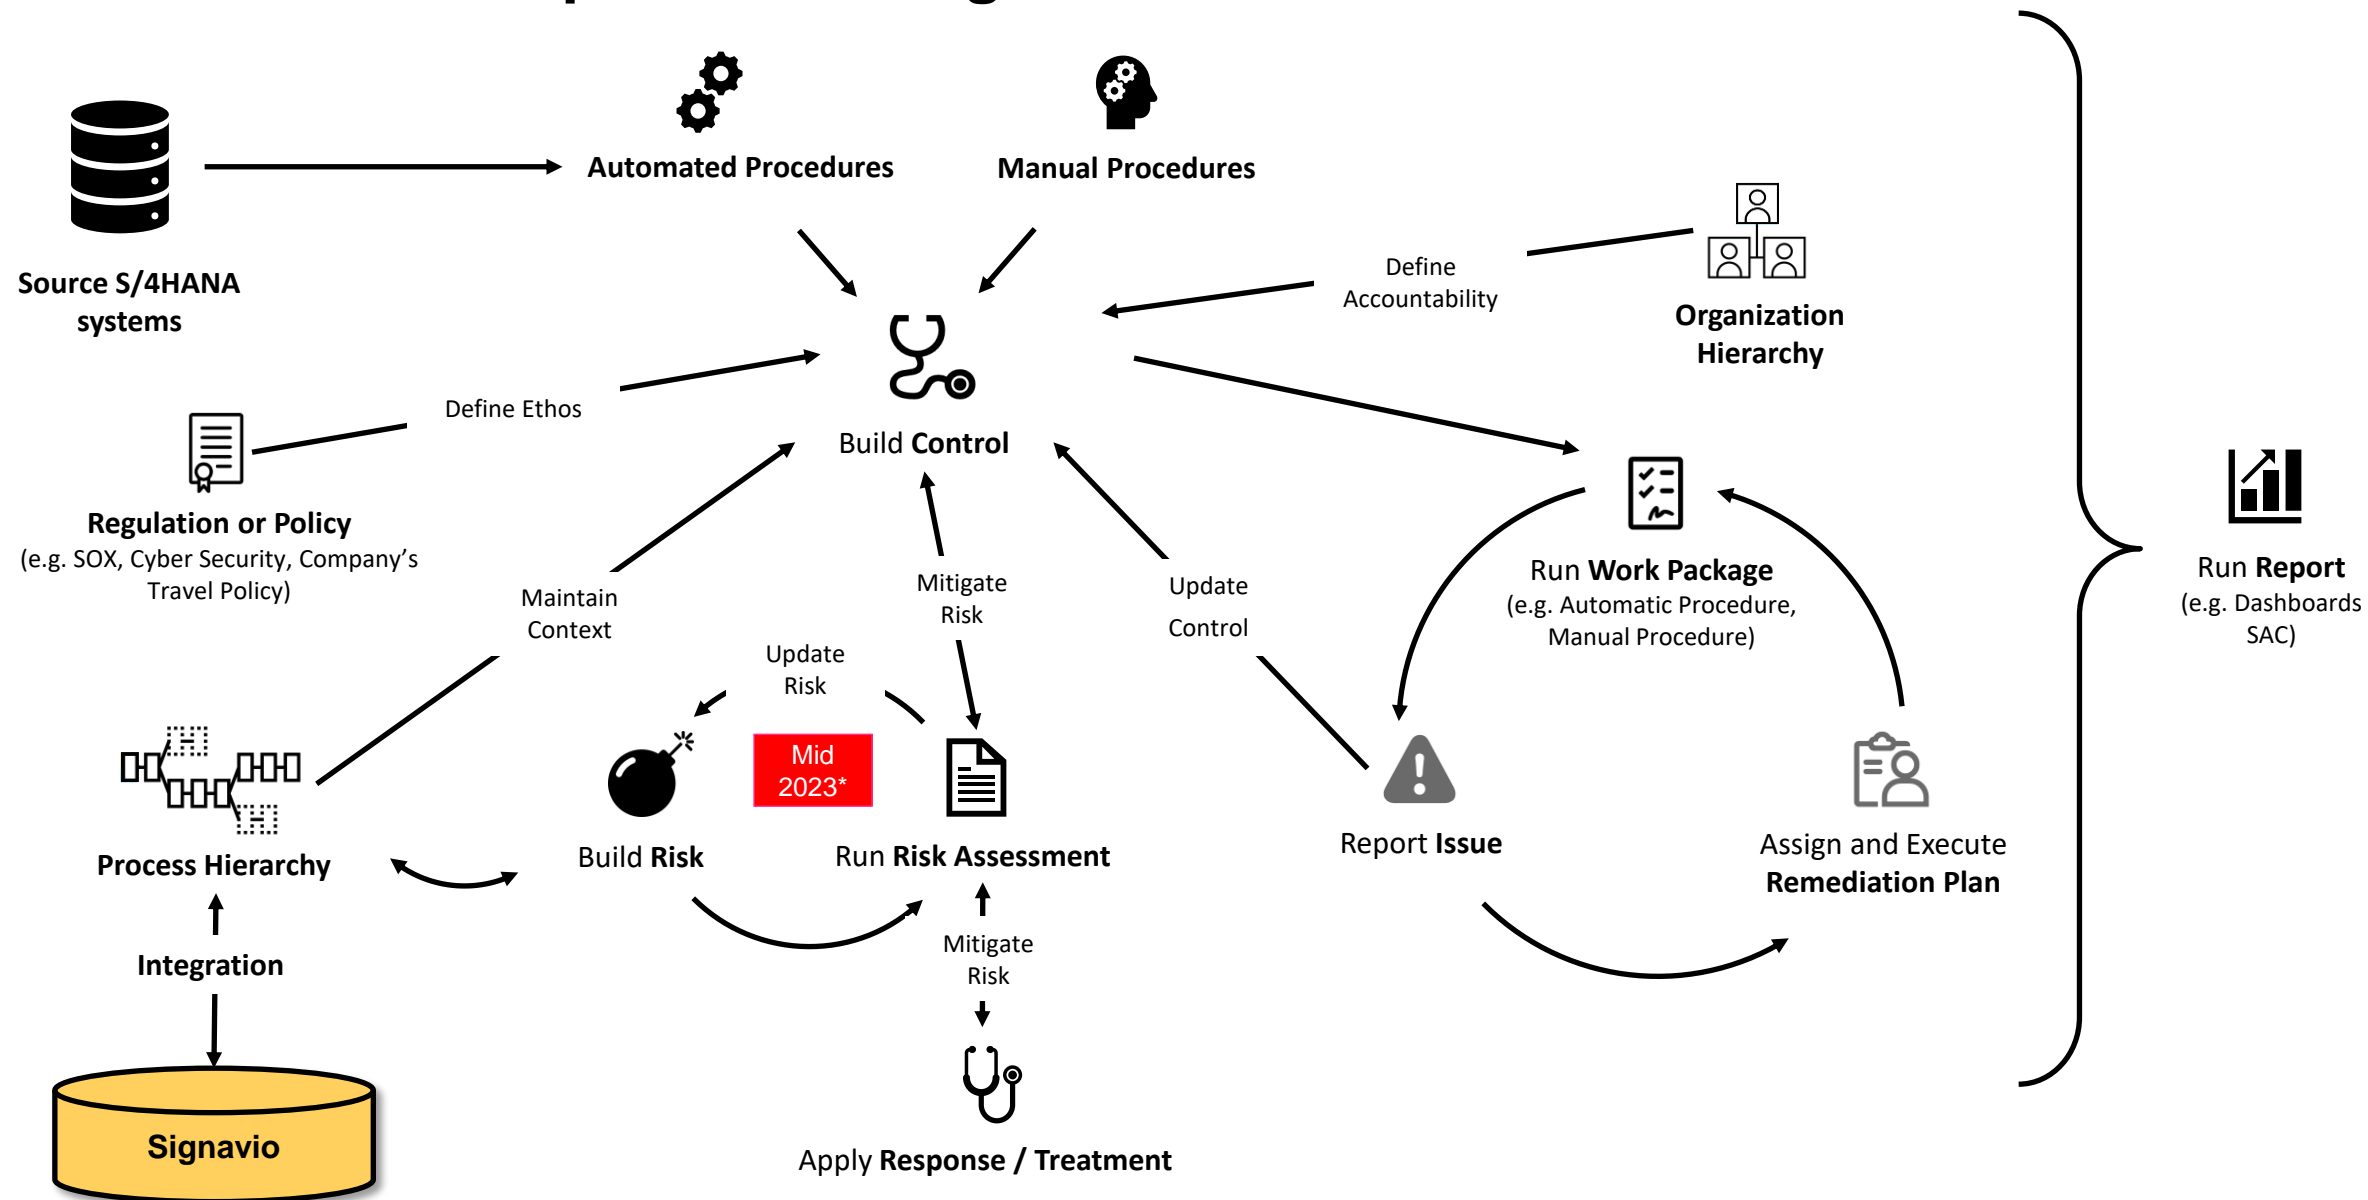 Automated Procedures
Manual Procedures
Source S/4HANA
systems
Define
Accountability
Organization
Hierarchy
Define Ethos
Build Control
Regulation or Policy
(e.g. SOX, Cyber Security, Company's
Travel Policy)
Maintain
Context
Mitigate
Risk
Update
Control
Run Work Package
(e.g. Automatic Procedure,
Manual Procedure)
Run Report
(e.g. Dashboards
SAC)
Update
Risk
Mid
2023*
Process Hierarchy
Build Risk
Run Risk Assessment
Report Issue
Assign and Execute
Remediation Plan
Integration
Mitigate
Risk
Signavio
Apply Response / Treatment